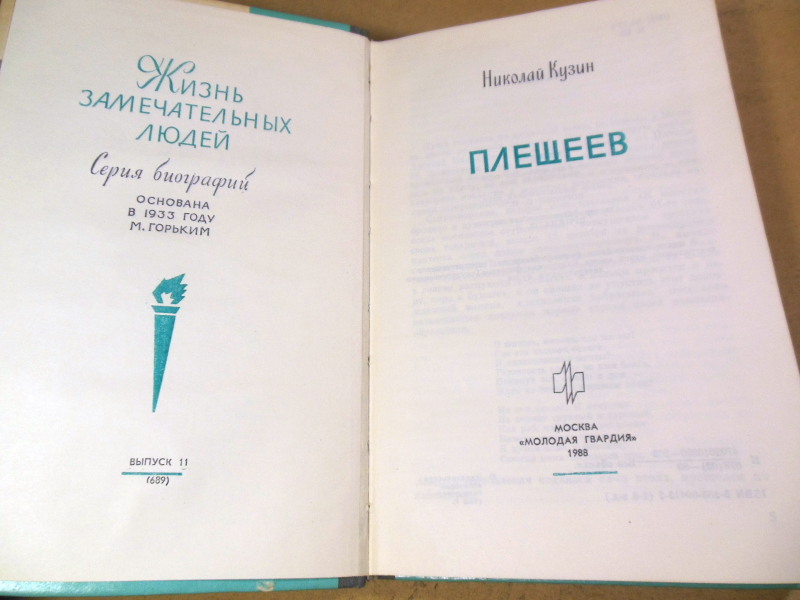 Жизнь
ЗАМЕЧАТЕЛЬНЫХ
ЛЮДЕЙ
Серия биографий
ОСНОВАНА
В 1933 ГОДУ
М. ГОРЬКИМ
ВЫПУСК 11
(689)
Николай Кузин
ПЛЕЩЕЕВ
МОСКВА
«МОЛОДАЯ ГВАРДИЯ»
1988